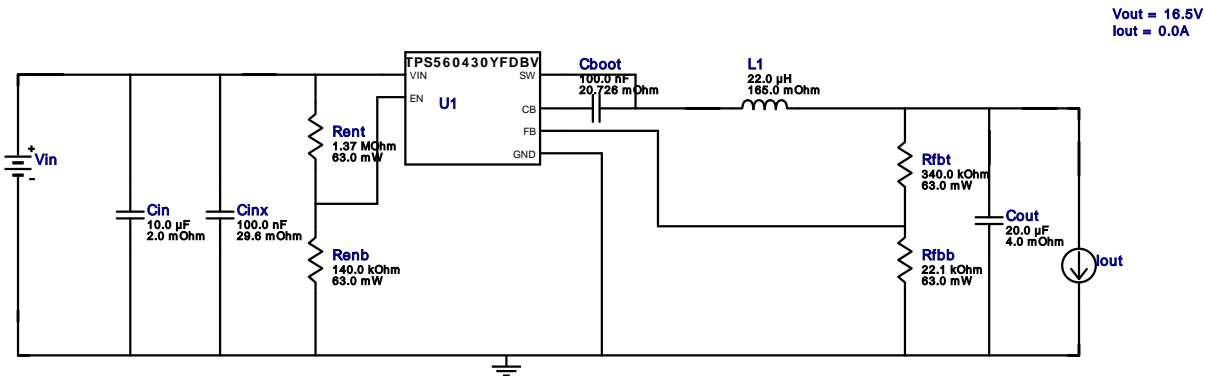 Vout = 16.5V
Iout = 0.0A
TPS560430YFDBV
VIN
SW
EN
U1
CB
FB
GND
Cboot
100.0 nF
20.726 mOhm
L1
22.0 µH
165.0 mOhm
Vin
+
-
Rent
1.37 MOhm
63.0 mW
Rfbt
340.0 kOhm
63.0 mW
Cin
10.0 µF
2.0 mOhm
Cinx
100.0 nF
29.6 mOhm
Cout
20.0 µF
4.0 mOhm
Renb
140.0 kOhm
63.0 mW
Rfbb
22.1 kOhm
63.0 mW
Iout